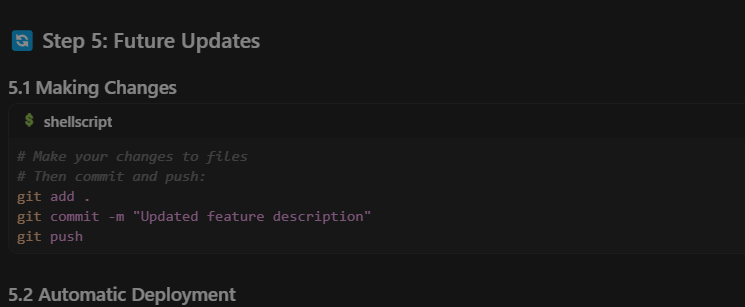 Step 5: Future Updates
5.1 Making Changes
$ shellscript
# Make your changes to files
# Then commit and push:
git add .
git commit -m "Updated feature description"
git push
5.2 Automatic Deployment